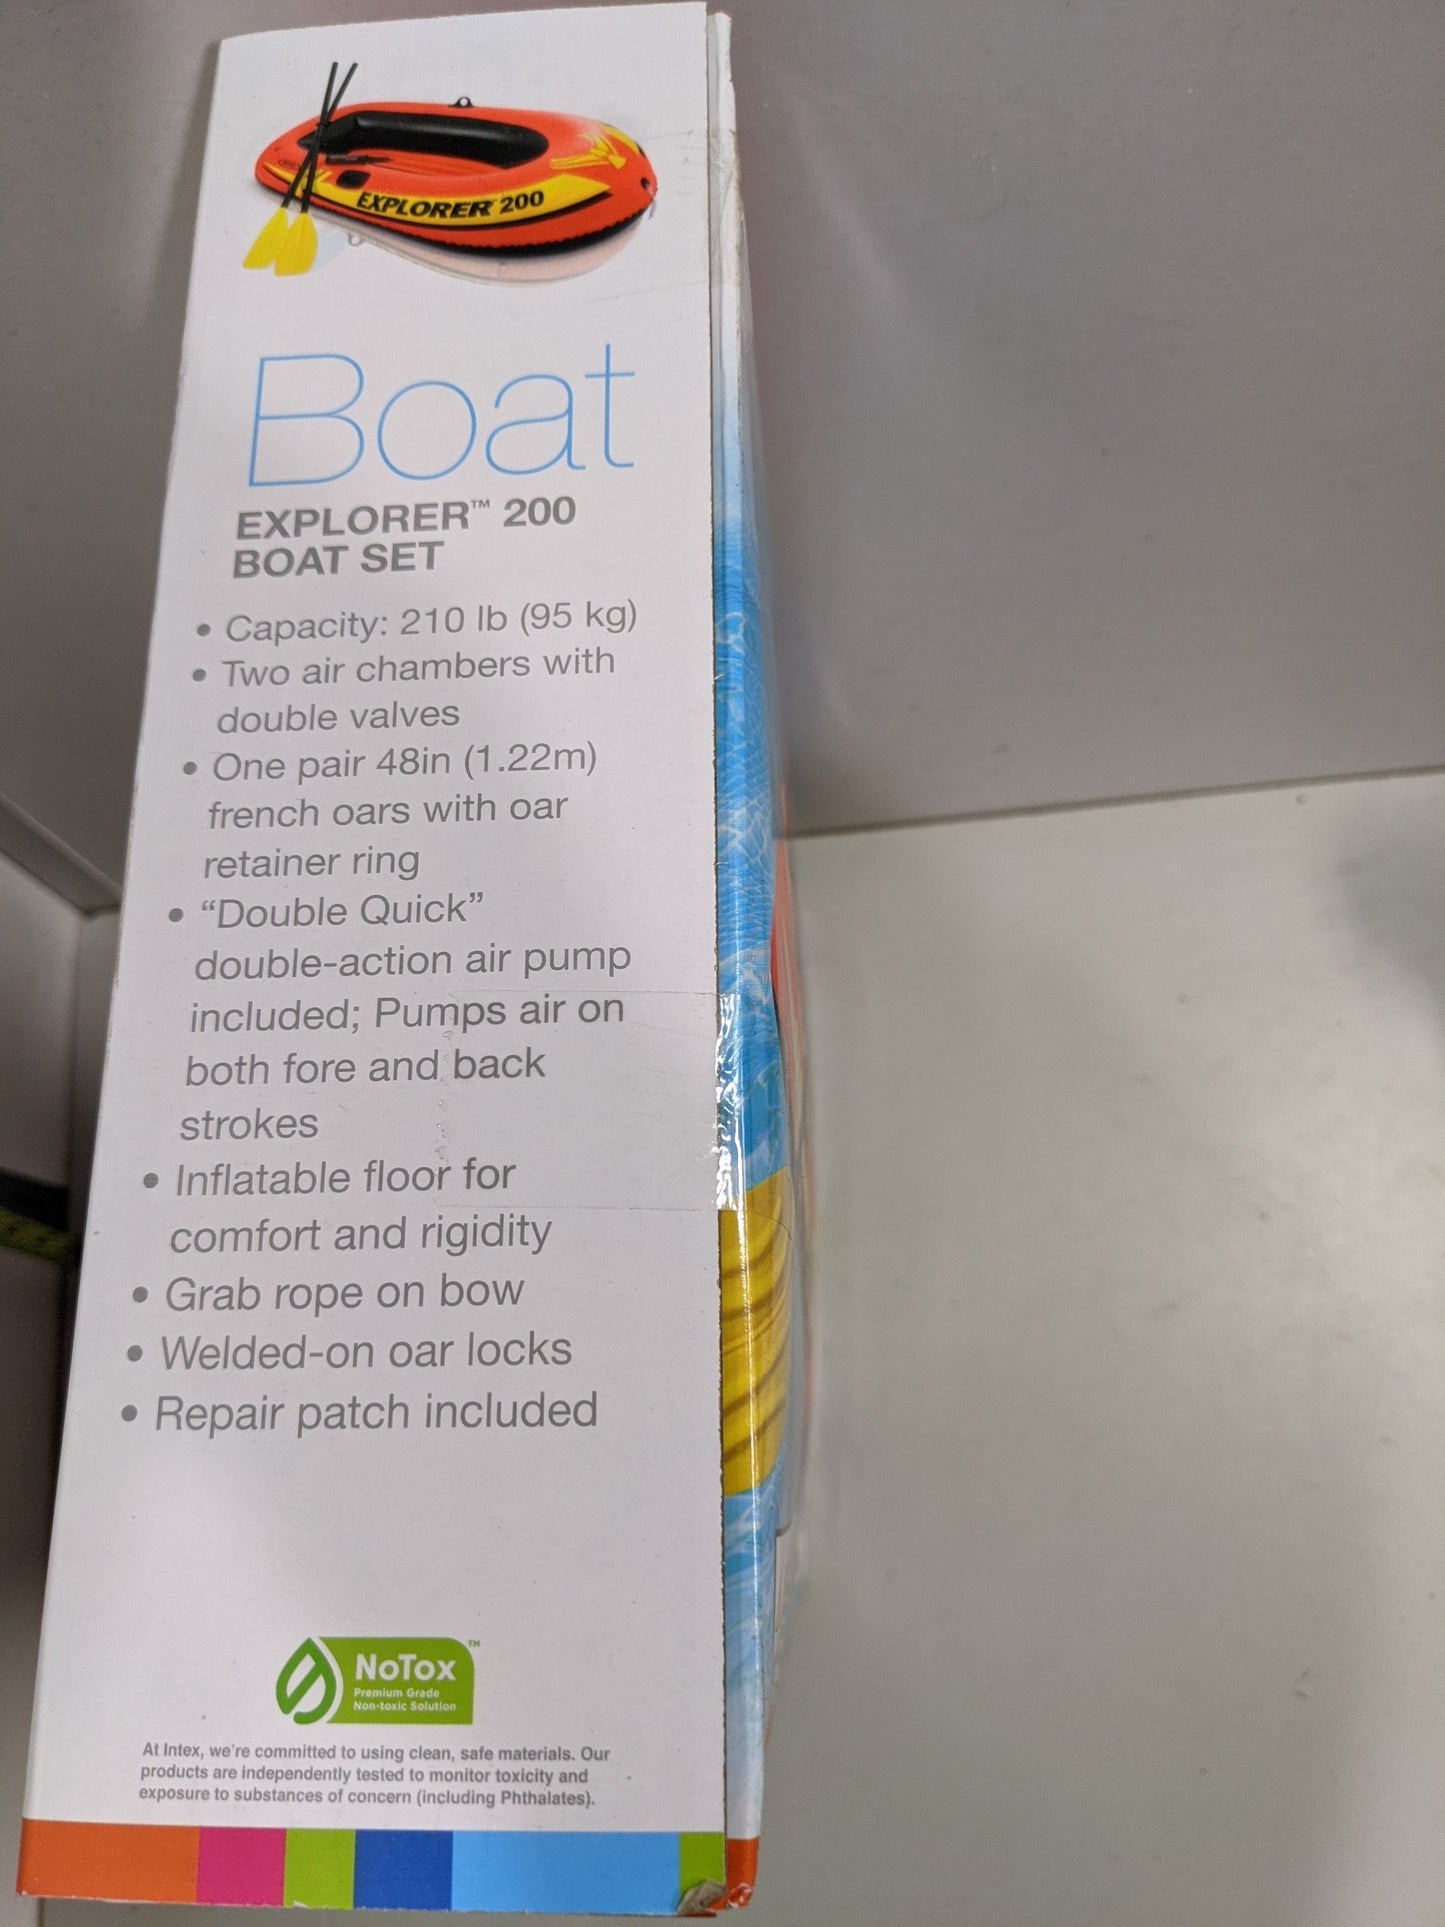 EXPLORER 200
Boat
EXPLORER™ 200
BOAT SET
• Capacity: 210 lb (95 kg)
• Two air chambers with
double valves
• One pair 48in (1.22m)
french oars with oar
retainer ring
• “Double Quick”
double-action air pump
included; Pumps air on
both fore and back
strokes
• Inflatable floor for
comfort and rigidity
• Grab rope on bow
• Welded-on oar locks
• Repair patch included
NoTox™
Premium Grade
Non-toxic Solution
At Intex, we're committed to using clean, safe materials. Our
products are independently tested to monitor toxicity and
exposure to substances of concern (including Phthalates).